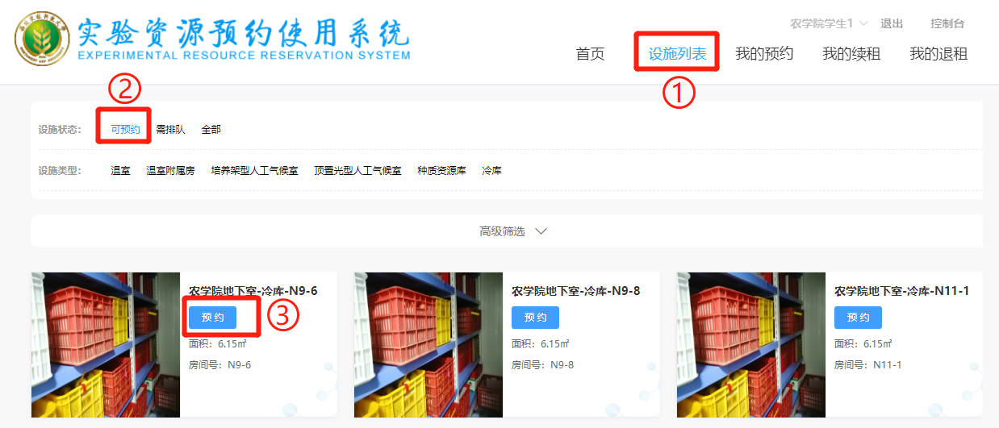 实验资源预约使用系统
EXPERIMENTAL RESOURCE RESERVATION SYSTEM
农学院学生1 退出 控制台
首页 设施列表 我的预约 我的续租 我的退租
①
②
设施状态： 可预约 需排队 全部
设施类型： 温室 温室附属房 培养架型人工气候室 顶置光型人工气候室 种质资源库 冷库
高级筛选
农学院地下室-冷库-N9-6
预 约
③
面积：6.15㎡
房间号：N9-6
农学院地下室-冷库-N9-8
预 约
面积：6.15㎡
房间号：N9-8
农学院地下室-冷库-N11-1
预 约
面积：6.15㎡
房间号：N11-1